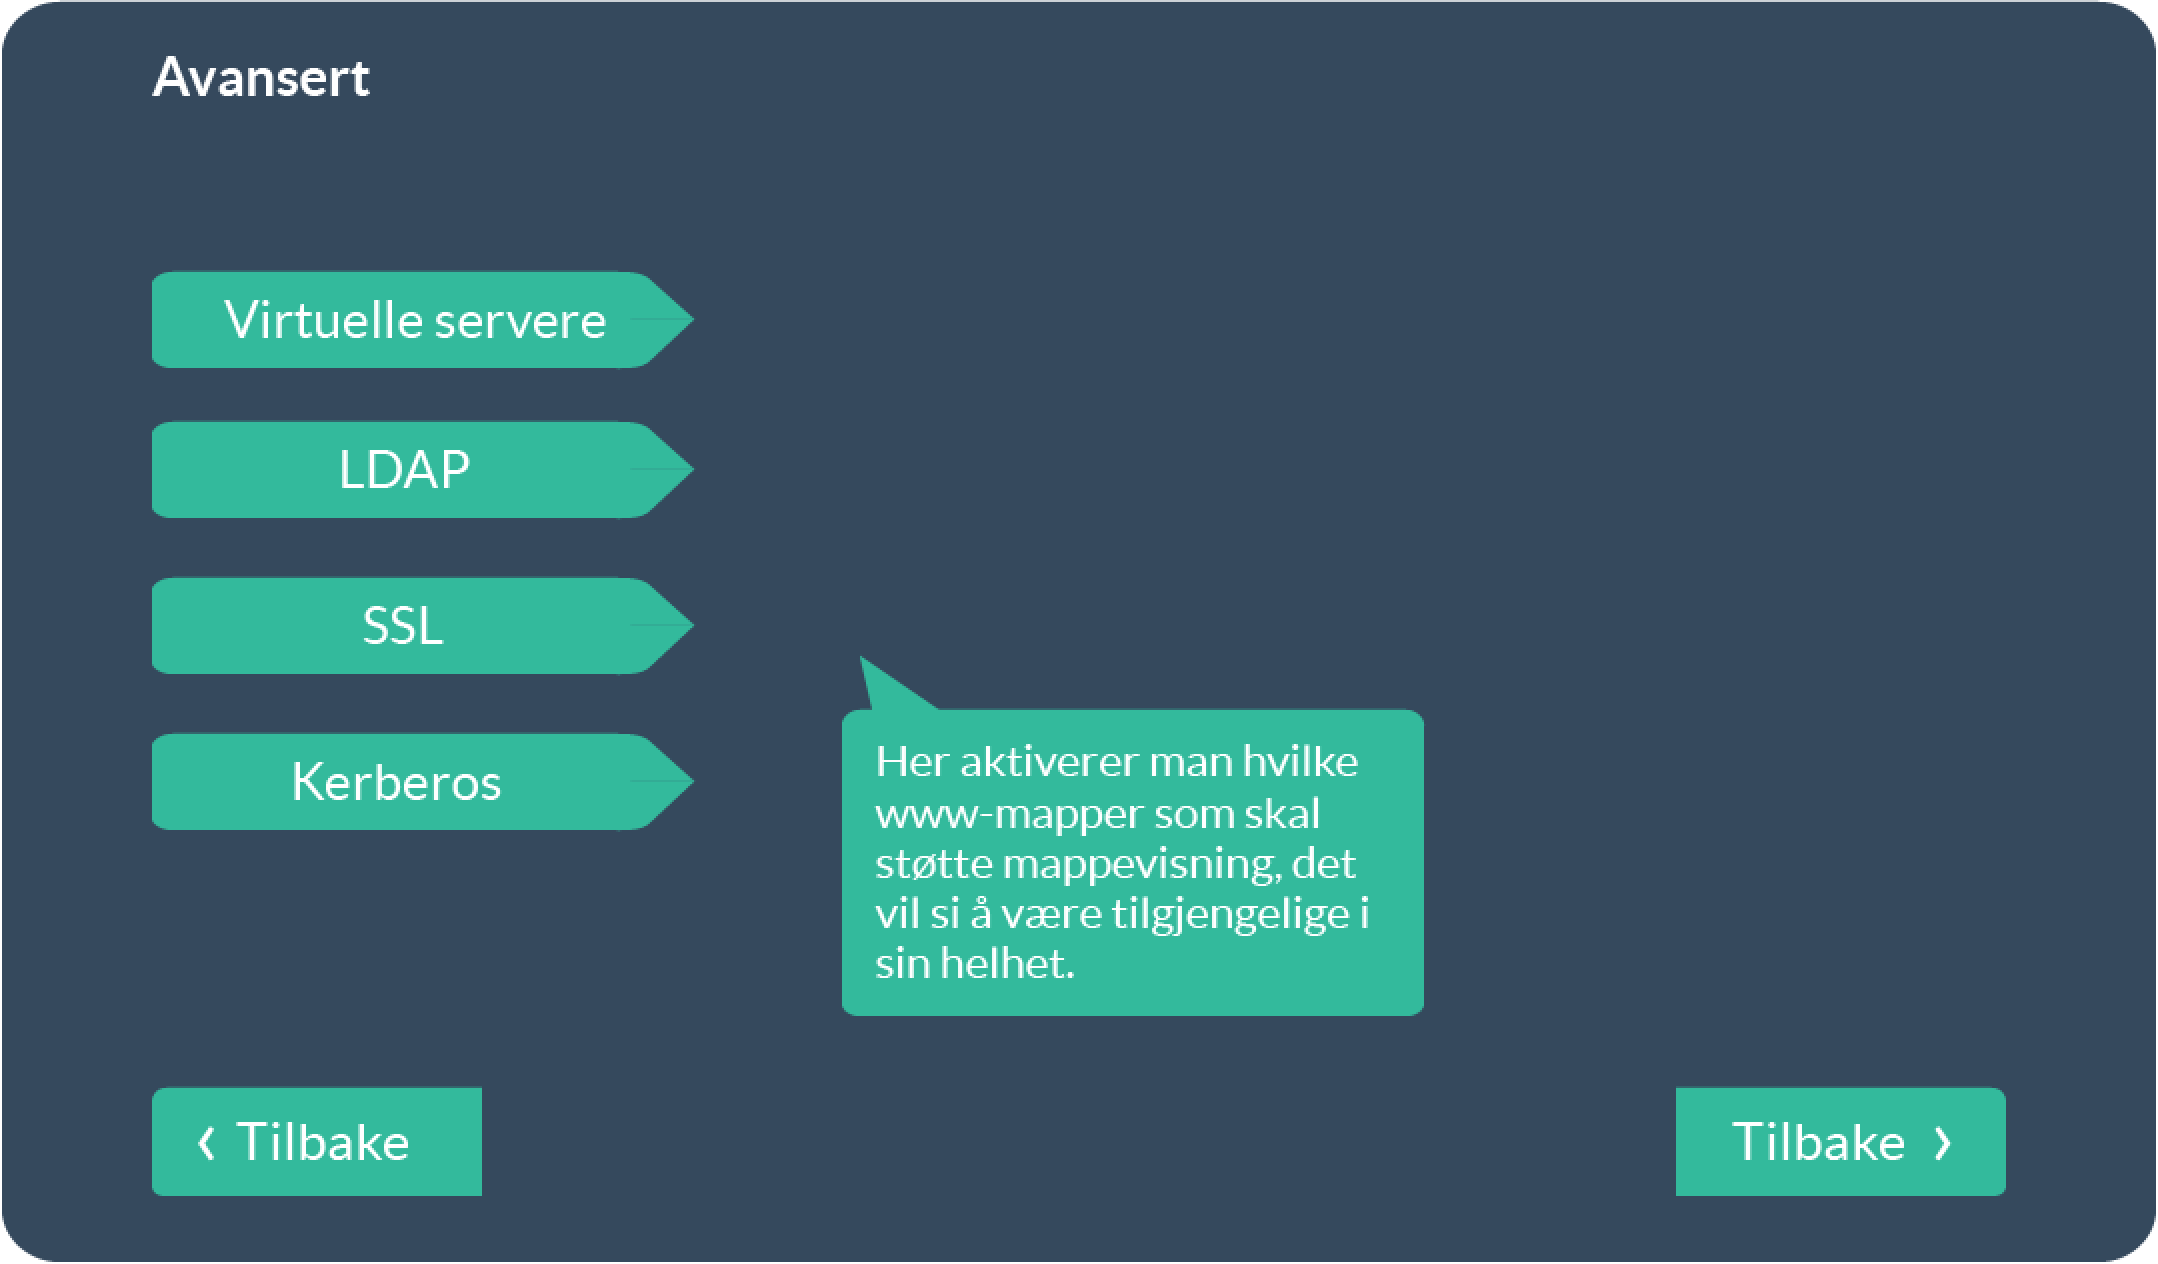 Avansert
Virtuelle servere
LDAP
SSL
Kerberos
Her aktiverer man hvilke
www-mapper som skal
støtte mappevisning, det
vil si å være tilgjengelige i
sin helhet.
‹ Tilbake
Tilbake ›